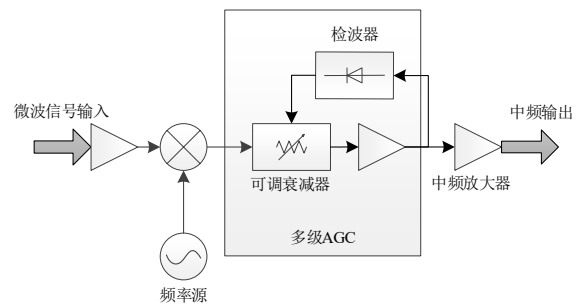 检波器
微波信号输入
中频输出
可调衰减器
中频放大器
多级AGC
频率源